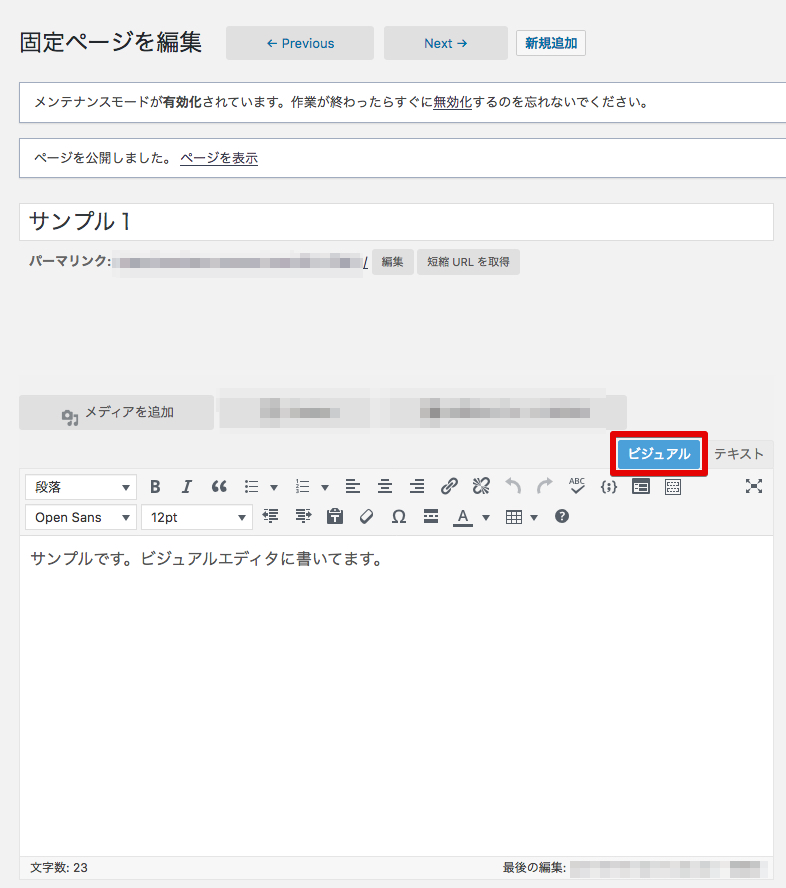 固定ページを編集 ← Previous Next → 新規追加
メンテナンスモードが有効化されています。作業が終わったらすぐに無効化するのを忘れないでください。
ページを公開しました。 ページを表示
サンプル１
パーマリンク: / 編集 短縮 URL を取得
メディアを追加
ビジュアル テキスト
段落 B I ABC
Open Sans 12pt Ω A
サンプルです。ビジュアルエディタに書いてます。
文字数: 23 最後の編集: